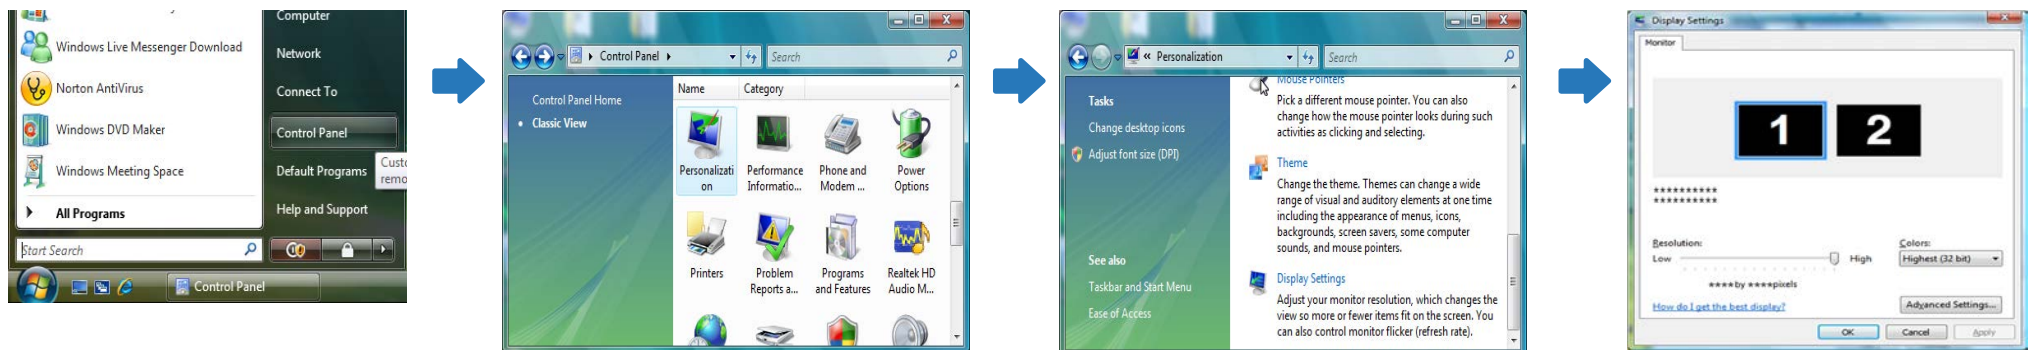 Computer
Windows Live Messenger Download
Network
Norton AntiVirus
Connect To
Windows DVD Maker
Control Panel
Windows Meeting Space
Default Programs
All Programs
Help and Support
Start Search
Control Panel
Control Panel
Search
Control Panel Home
Classic View
Name Category
Personalizati
on
Performance
Informatio...
Phone and
Modem ...
Power
Options
Printers
Problem
Reports a...
Programs
and Features
Realtek HD
Audio M...
« Personalization
Search
Tasks
Change desktop icons
Adjust font size (DPI)
See also
Taskbar and Start Menu
Ease of Access
Mouse Pointers
Pick a different mouse pointer. You can also
change how the mouse pointer looks during such
activities as clicking and selecting.
Theme
Change the theme. Themes can change a wide
range of visual and auditory elements at one time
including the appearance of menus, icons,
backgrounds, screen savers, some computer
sounds, and mouse pointers.
Display Settings
Adjust your monitor resolution, which changes the
view so more or fewer items fit on the screen. You
can also control monitor flicker (refresh rate).
Display Settings
Monitor
1 2
**********
**********
Resolution:
Low High
****by ****pixels
Colors:
Highest (32 bit)
How do I get the best display?
Advanced Settings...
OK Cancel Apply